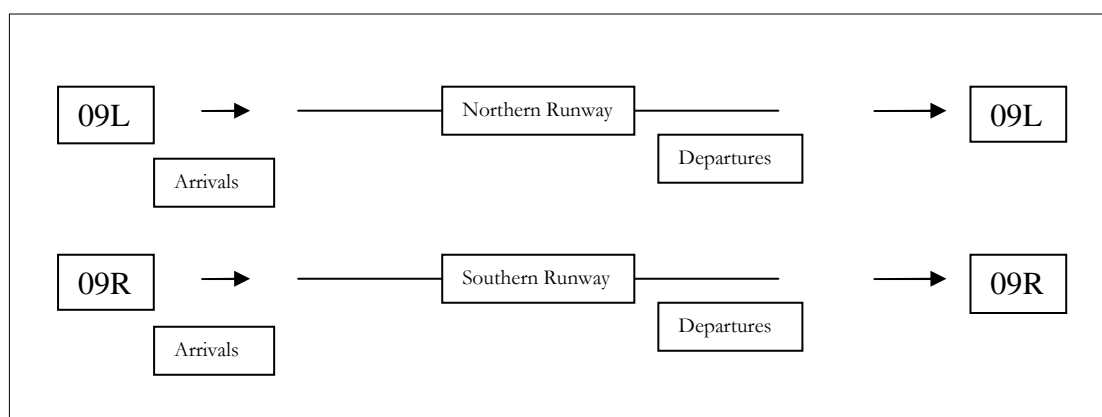 09L
Northern Runway
09L
Departures
Arrivals
09R
Southern Runway
09R
Departures
Arrivals